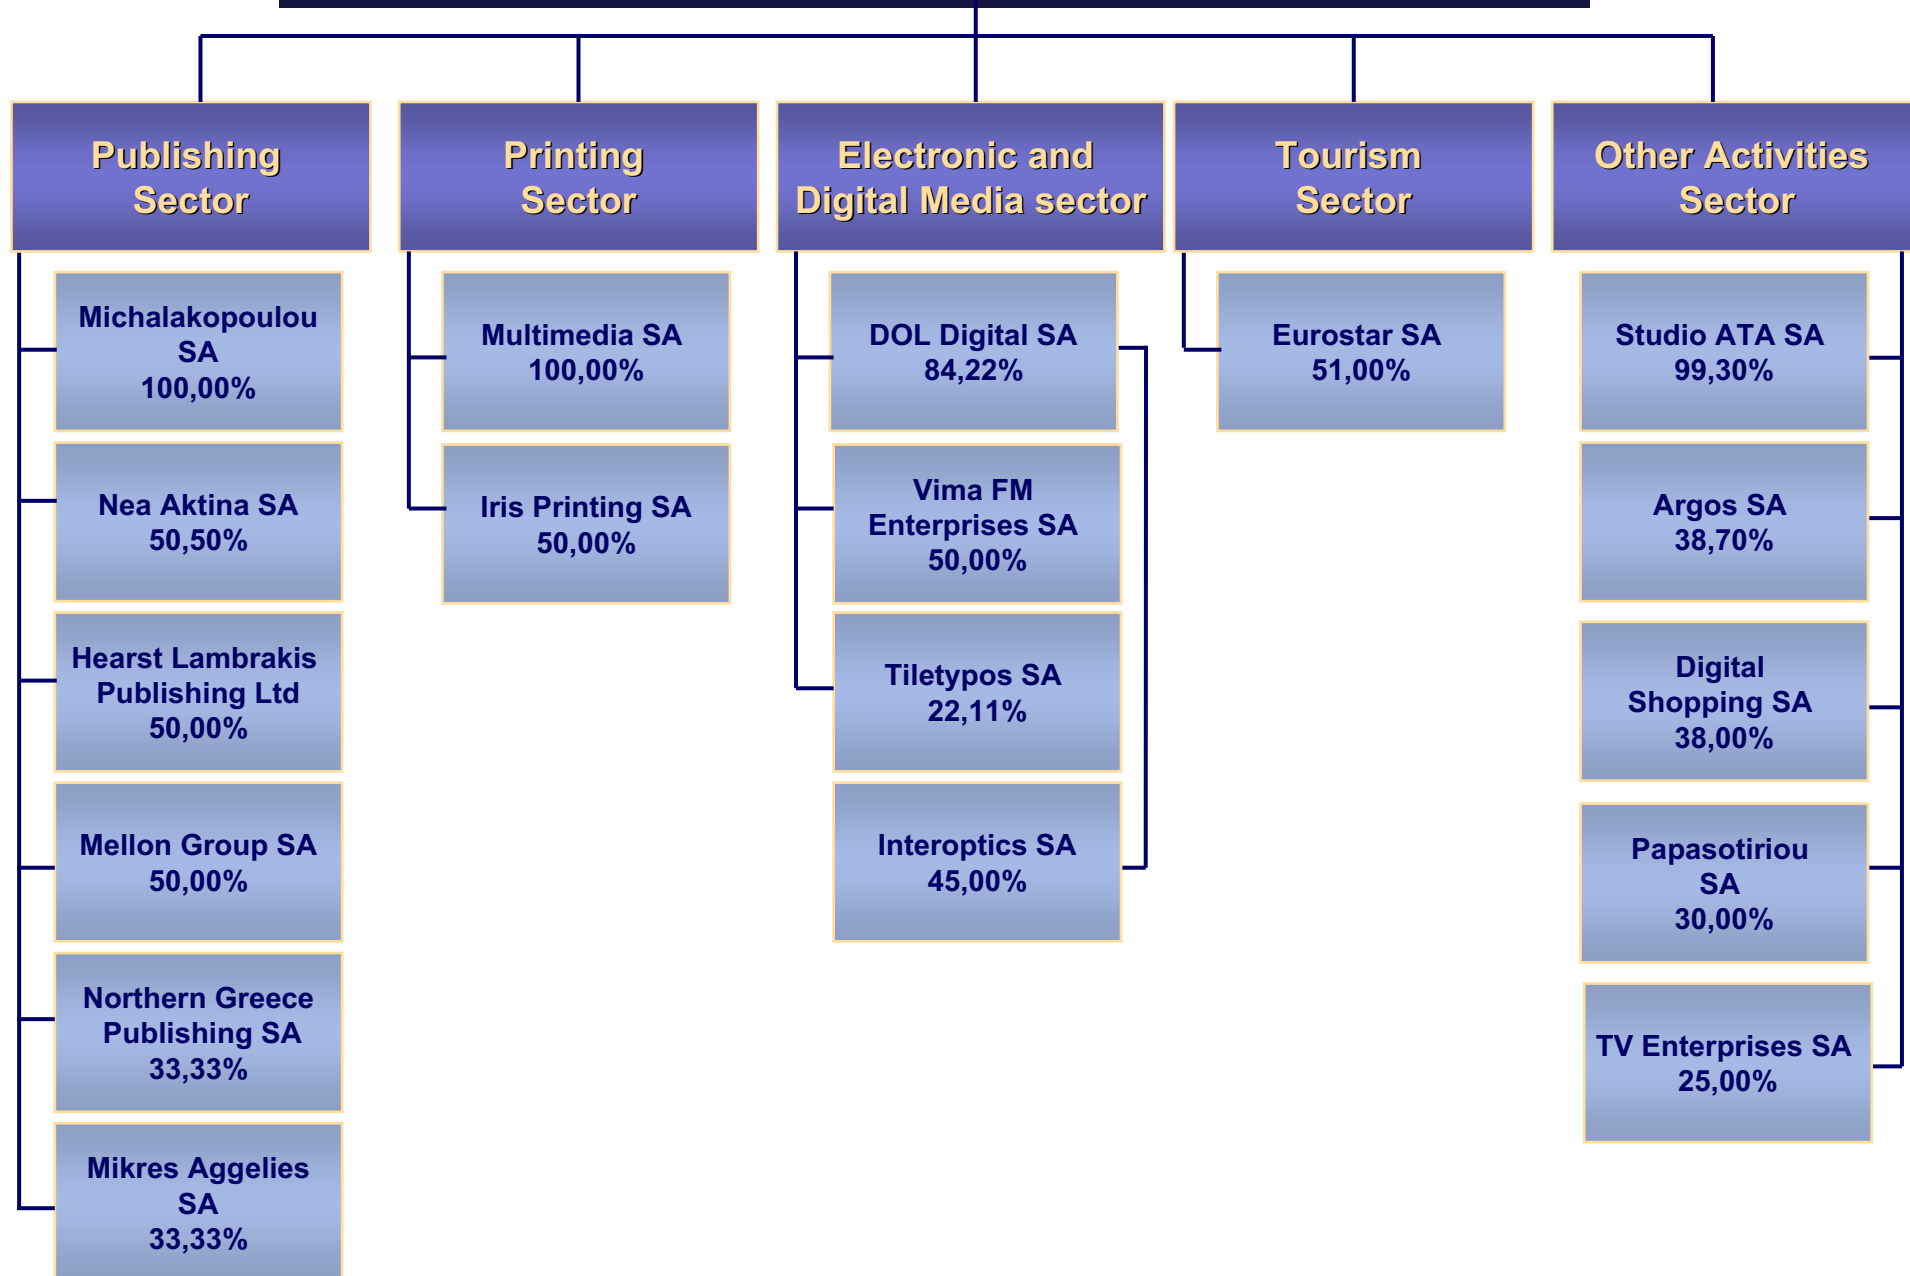 Publishing
Sector
Michalakopoulou
SA
100,00%
Nea Aktina SA
50,50%
Hearst Lambrakis
Publishing Ltd
50,00%
Mellon Group SA
50,00%
Northern Greece
Publishing SA
33,33%
Mikres Aggelies
SA
33,33%
Printing
Sector
Multimedia SA
100,00%
Iris Printing SA
50,00%
Electronic and
Digital Media sector
DOL Digital SA
84,22%
Vima FM
Enterprises SA
50,00%
Tiletypos SA
22,11%
Interoptics SA
45,00%
Tourism
Sector
Eurostar SA
51,00%
Other Activities
Sector
Studio ATA SA
99,30%
Argos SA
38,70%
Digital
Shopping SA
38,00%
Papasotiriou
SA
30,00%
TV Enterprises SA
25,00%